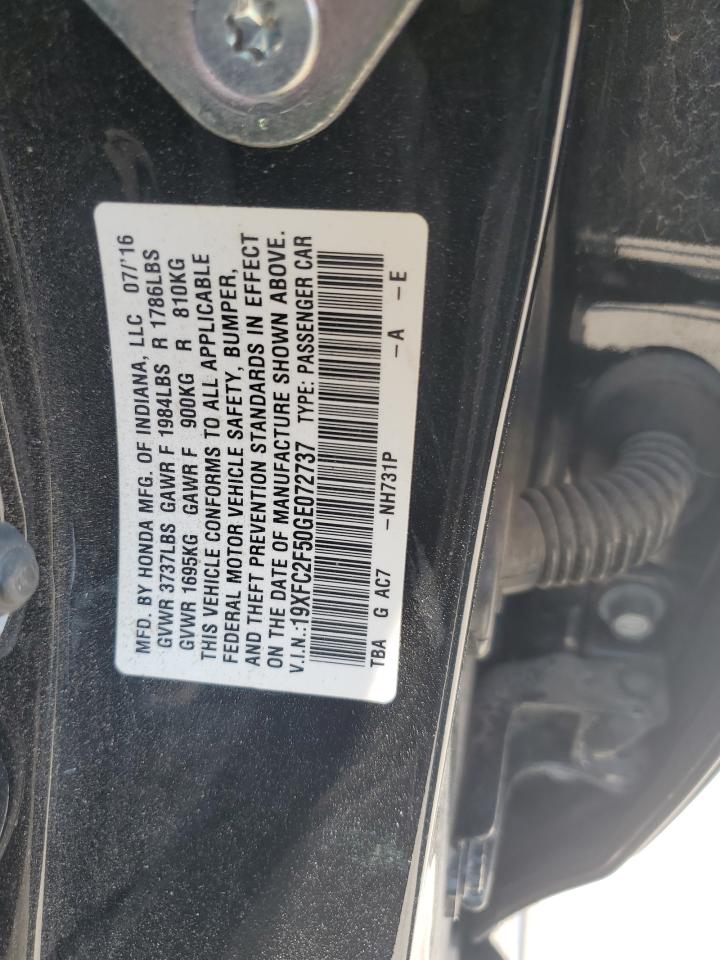 MFD. BY HONDA MFG. OF INDIANA, LLC 07/'16
GVWR 3737LBS GAWR F 1984LBS R 1786LBS
GVWR 1695KG GAWR F 900KG R 810KG
THIS VEHICLE CONFORMS TO ALL APPLICABLE
FEDERAL MOTOR VEHICLE SAFETY, BUMPER,
AND THEFT PREVENTION STANDARDS IN EFFECT
ON THE DATE OF MANUFACTURE SHOWN ABOVE.
V.I.N.:19XFC2F50GE072737 TYPE: PASSENGER CAR
TBA G AC7 -NH731P -A -E